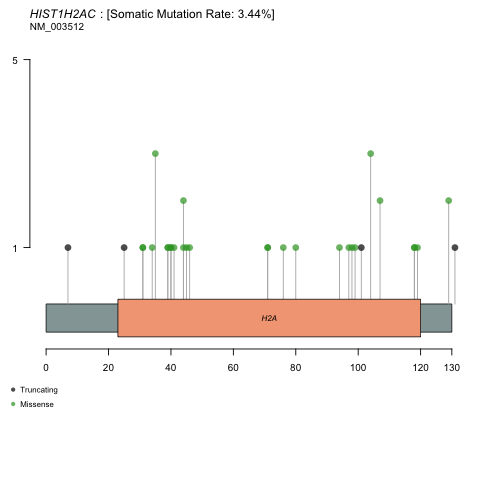 HIST1H2AC : [Somatic Mutation Rate: 3.44%]
NM_003512
5
1
H2A
0 20 40 60 80 100 120 130
Truncating
Missense